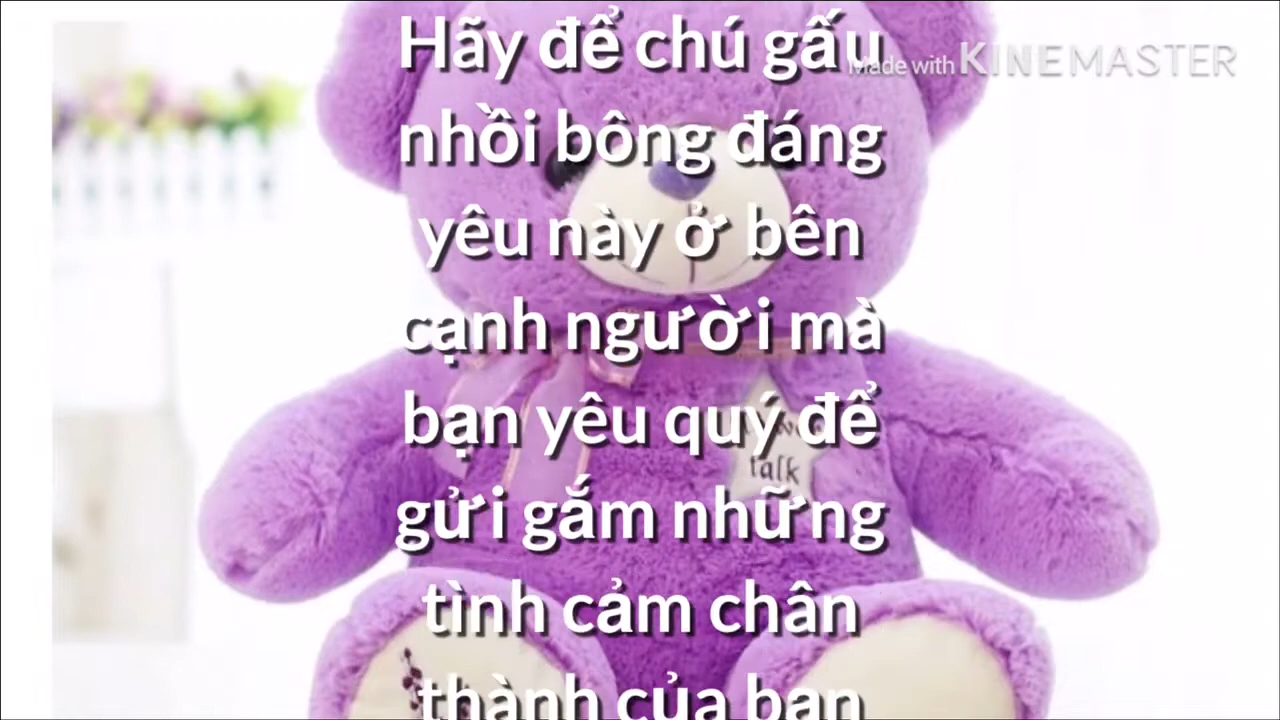 Hãy để chú gấu
Made with KINEMASTER
nhồi bông đáng
yêu này ở bên
cạnh người mà
bạn yêu quý để
talk
gửi gắm những
tình cảm chân
thành của bạn